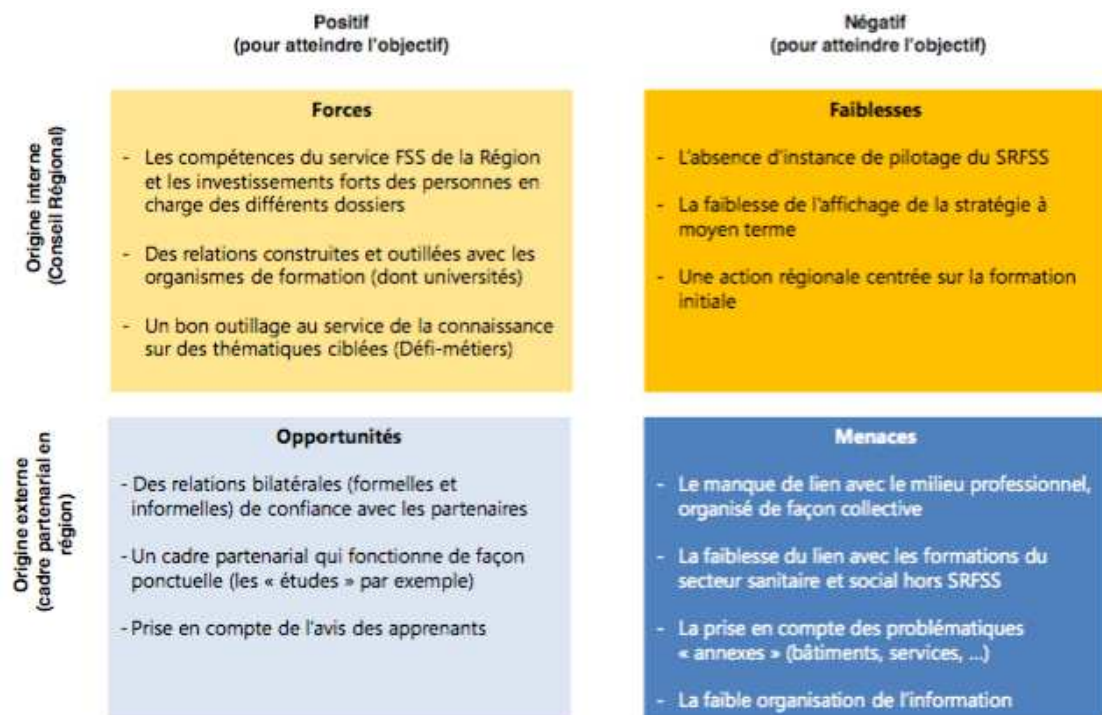 Positif
(pour atteindre l'objectif)
Négatif
(pour atteindre l'objectif)
Origine interne
(Conseil Régional)
Forces
- Les compétences du service FSS de la Région
et les investissements forts des personnes en
charge des différents dossiers
- Des relations construites et outillées avec les
organismes de formation (dont universités)
- Un bon outillage au service de la connaissance
sur des thématiques ciblées (Défi-métiers)
Faiblesses
- L'absence d'instance de pilotage du SRFSS
- La faiblesse de l'affichage de la stratégie à
moyen terme
- Une action régionale centrée sur la formation
initiale
Origine externe
(cadre partenarial en
région)
Opportunités
- Des relations bilatérales (formelles et
informelles) de confiance avec les partenaires
- Un cadre partenarial qui fonctionne de façon
ponctuelle (les « études » par exemple)
- Prise en compte de l'avis des apprenants
Menaces
- Le manque de lien avec le milieu professionnel,
organisé de façon collective
- La faiblesse du lien avec les formations du
secteur sanitaire et social hors SRFSS
- La prise en compte des problématiques
« annexes » (bâtiments, services, ...)
- La faible organisation de l'information